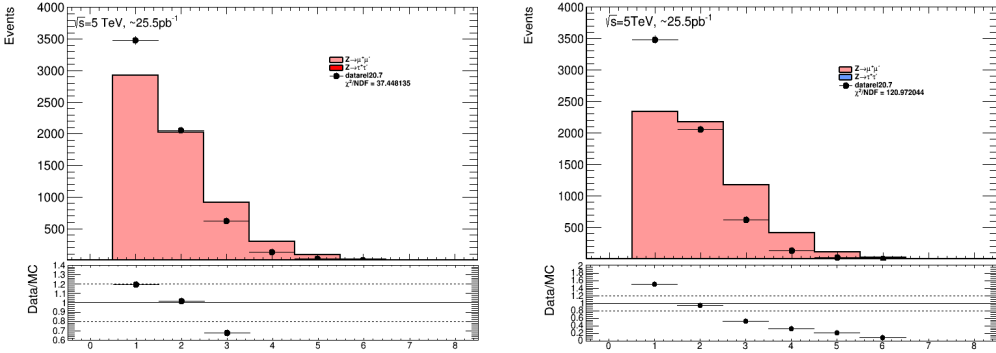 Events
√s=5 TeV, ~25.5pb⁻¹
4000
3500
3000
2500
2000
1500
1000
500
Z→μ⁺μ⁻
Z→τ⁺τ⁻
datarel20.7
χ²/NDF = 37.448135
Data/MC
1.4
1.3
1.2
1.1
1
0.9
0.8
0.7
0.6
0 1 2 3 4 5 6 7 8
Events
√s=5TeV, ~25.5pb⁻¹
4000
3500
3000
2500
2000
1500
1000
500
Z→μ⁺μ⁻
Z→τ⁺τ⁻
datarel20.7
χ²/NDF = 120.972044
Data/MC
2
1.8
1.6
1.4
1.2
1
0.8
0.6
0.4
0.2
0
0 1 2 3 4 5 6 7 8